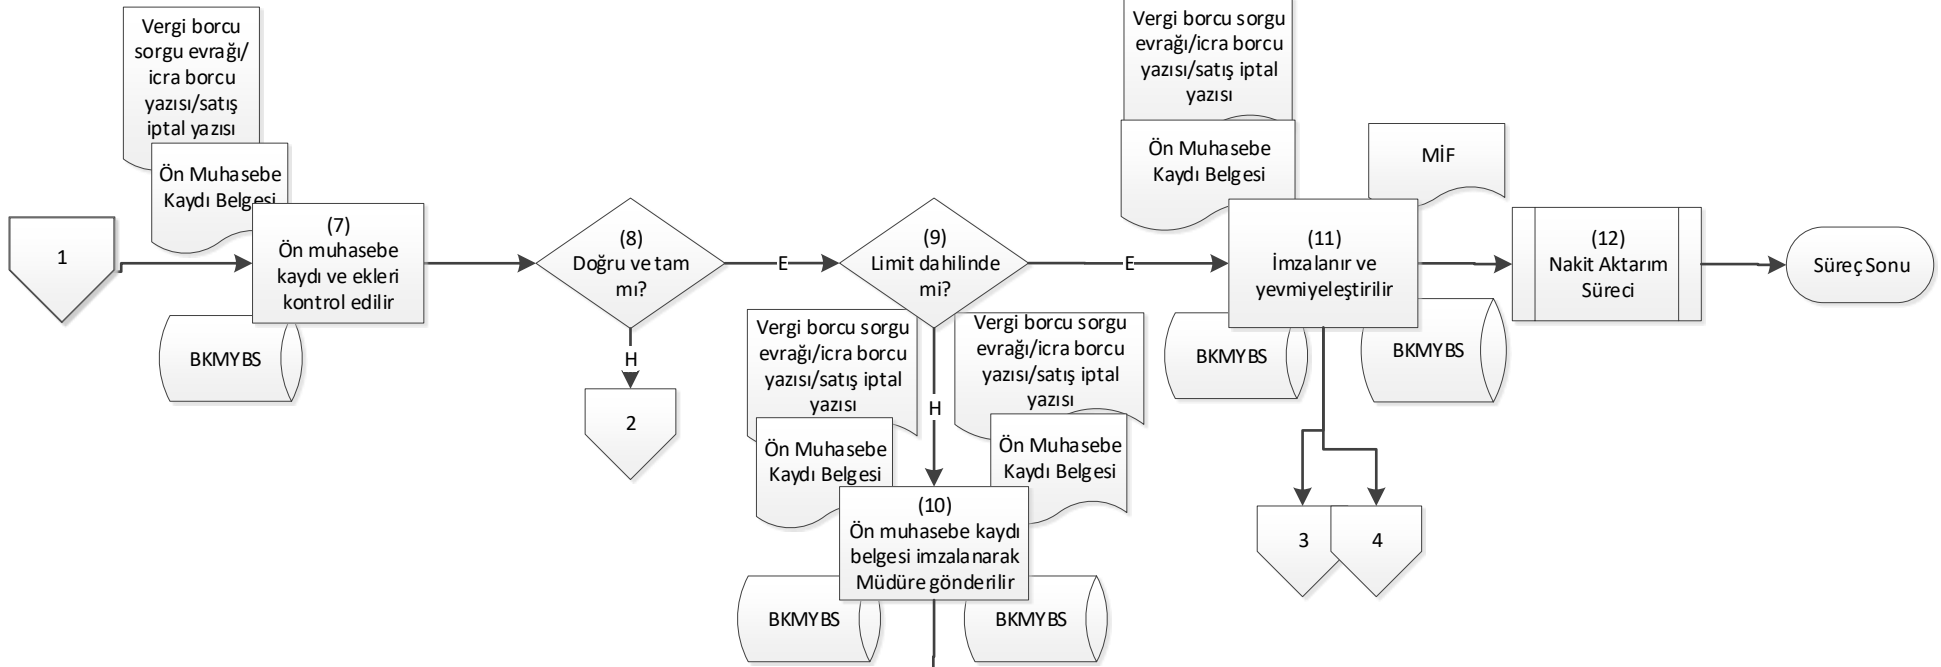 Vergi borcu
sorgu evrağı/
icra borcu
yazısı/satış
iptal yazısı
Ön Muhasebe
Kaydı Belgesi
1
(7)
Ön muhasebe
kaydı ve ekleri
kontrol edilir
BKMYBS
(8)
Doğru ve tam
mı?
E
H
2
(9)
Limit dahilinde
mi?
E
H
Vergi borcu sorgu
evrağı/icra borcu
yazısı/satış iptal
yazısı
Ön Muhasebe
Kaydı Belgesi
Vergi borcu sorgu
evrağı/icra borcu
yazısı/satış iptal
yazısı
Ön Muhasebe
Kaydı Belgesi
(10)
Ön muhasebe kaydı
belgesi imzalanarak
Müdüre gönderilir
BKMYBS
BKMYBS
Vergi borcu sorgu
evrağı/icra borcu
yazısı/satış iptal
yazısı
Ön Muhasebe
Kaydı Belgesi
MİF
(11)
İmzalanır ve
yevmiyeleştirilir
BKMYBS
BKMYBS
3
4
(12)
Nakit Aktarım
Süreci
Süreç Sonu